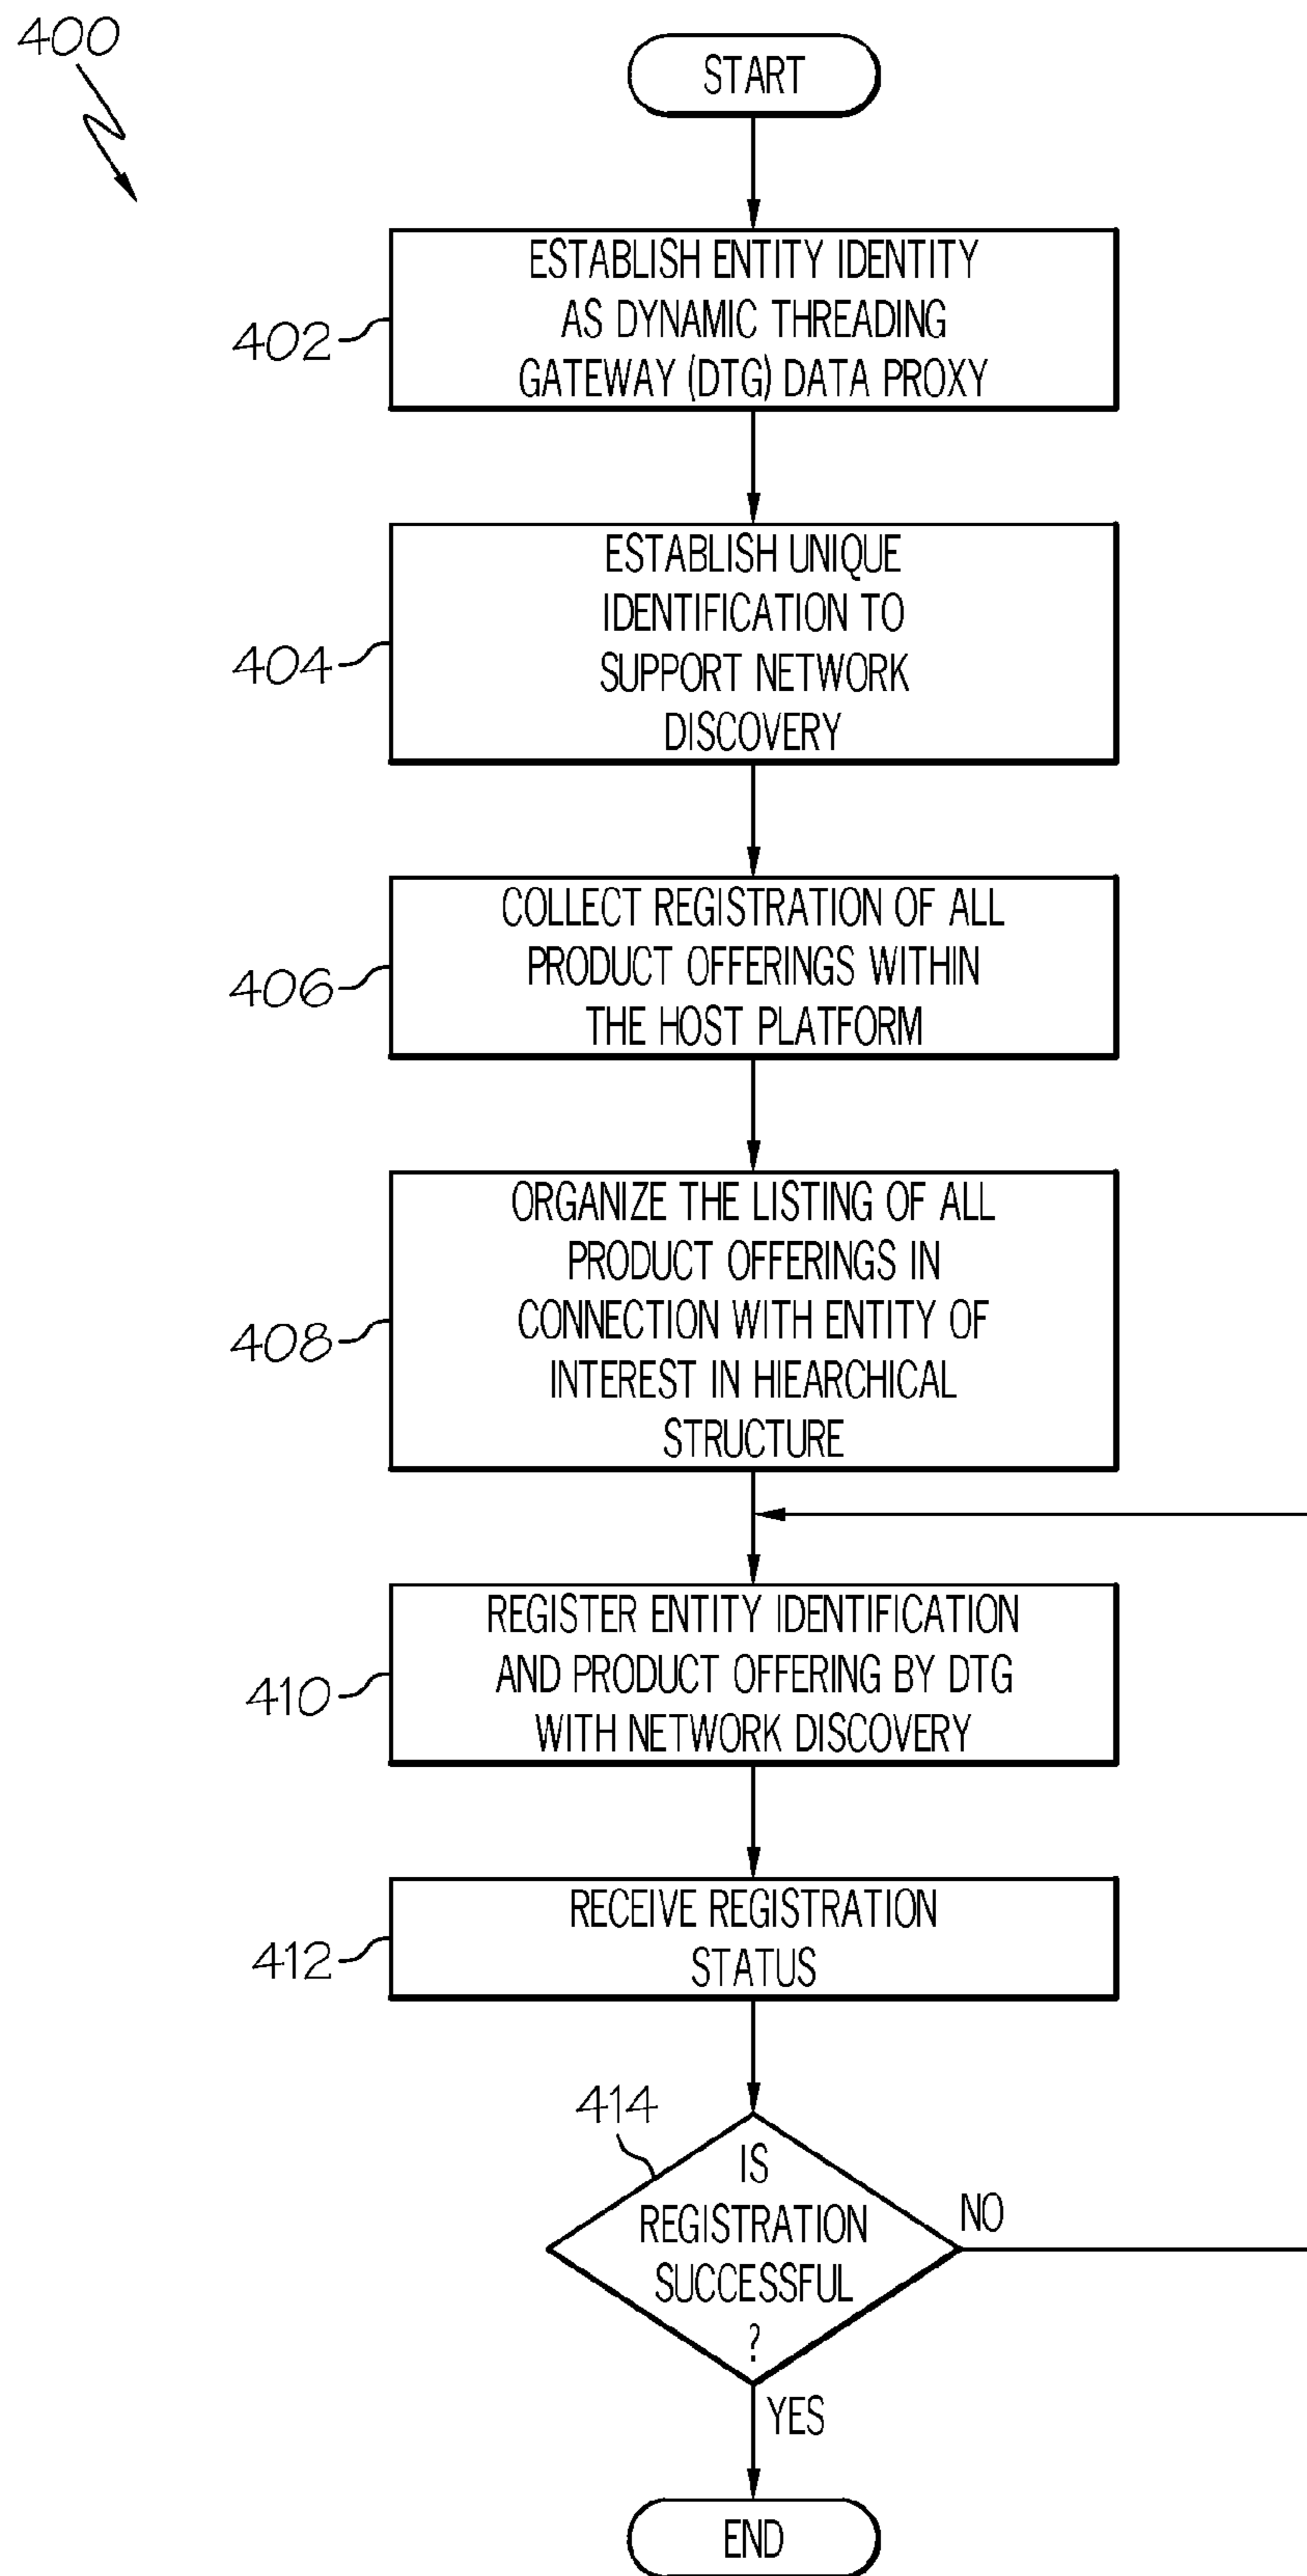 400
START
402
ESTABLISH ENTITY IDENTITY
AS DYNAMIC THREADING
GATEWAY (DTG) DATA PROXY
404
ESTABLISH UNIQUE
IDENTIFICATION TO
SUPPORT NETWORK
DISCOVERY
406
COLLECT REGISTRATION OF ALL
PRODUCT OFFERINGS WITHIN
THE HOST PLATFORM
408
ORGANIZE THE LISTING OF ALL
PRODUCT OFFERINGS IN
CONNECTION WITH ENTITY OF
INTEREST IN HIEARCHICAL
STRUCTURE
410
REGISTER ENTITY IDENTIFICATION
AND PRODUCT OFFERING BY DTG
WITH NETWORK DISCOVERY
412
RECEIVE REGISTRATION
STATUS
414
IS
REGISTRATION
SUCCESSFUL
?
NO
YES
END